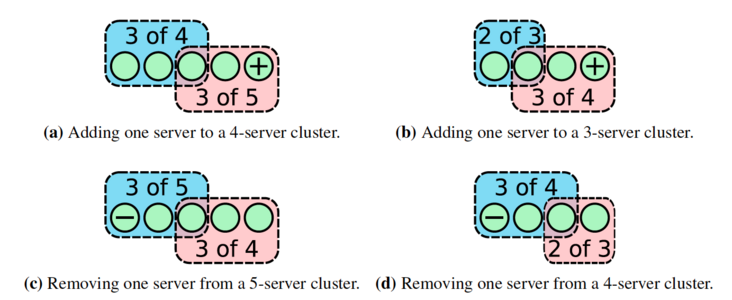 3 of 4
+
3 of 5
(a) Adding one server to a 4-server cluster.
2 of 3
+
3 of 4
(b) Adding one server to a 3-server cluster.
3 of 5
−
3 of 4
(c) Removing one server from a 5-server cluster.
3 of 4
−
2 of 3
(d) Removing one server from a 4-server cluster.